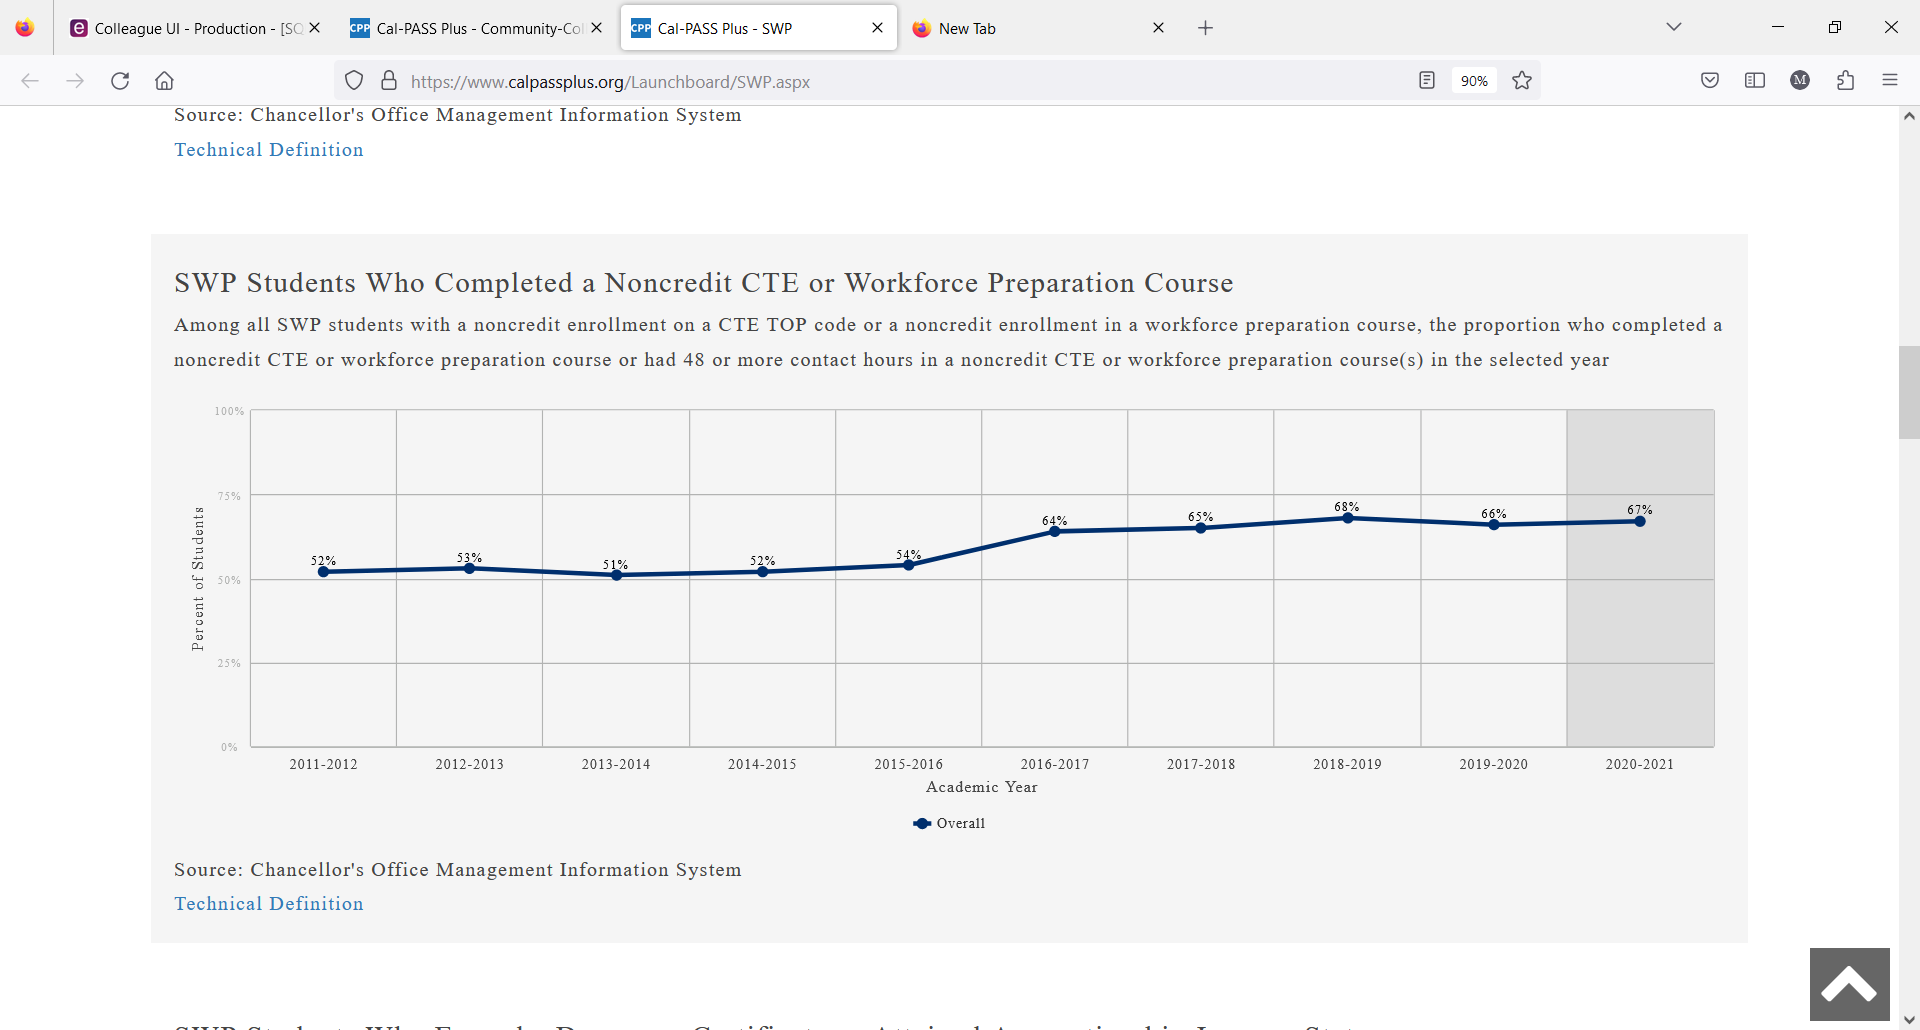 Colleague UI - Production - [SQ
Cal-PASS Plus - Community-Col
Cal-PASS Plus - SWP
New Tab
https://www.calpassplus.org/Launchboard/SWP.aspx
90%
M
Source: Chancellor's Office Management Information System
Technical Definition
SWP Students Who Completed a Noncredit CTE or Workforce Preparation Course
Among all SWP students with a noncredit enrollment on a CTE TOP code or a noncredit enrollment in a workforce preparation course, the proportion who completed a
noncredit CTE or workforce preparation course or had 48 or more contact hours in a noncredit CTE or workforce preparation course(s) in the selected year
100%
75%
50%
25%
0%
Percent of Students
52%
53%
51%
52%
54%
64%
65%
68%
66%
67%
2011-2012
2012-2013
2013-2014
2014-2015
2015-2016
2016-2017
2017-2018
2018-2019
2019-2020
2020-2021
Academic Year
Overall
Source: Chancellor's Office Management Information System
Technical Definition